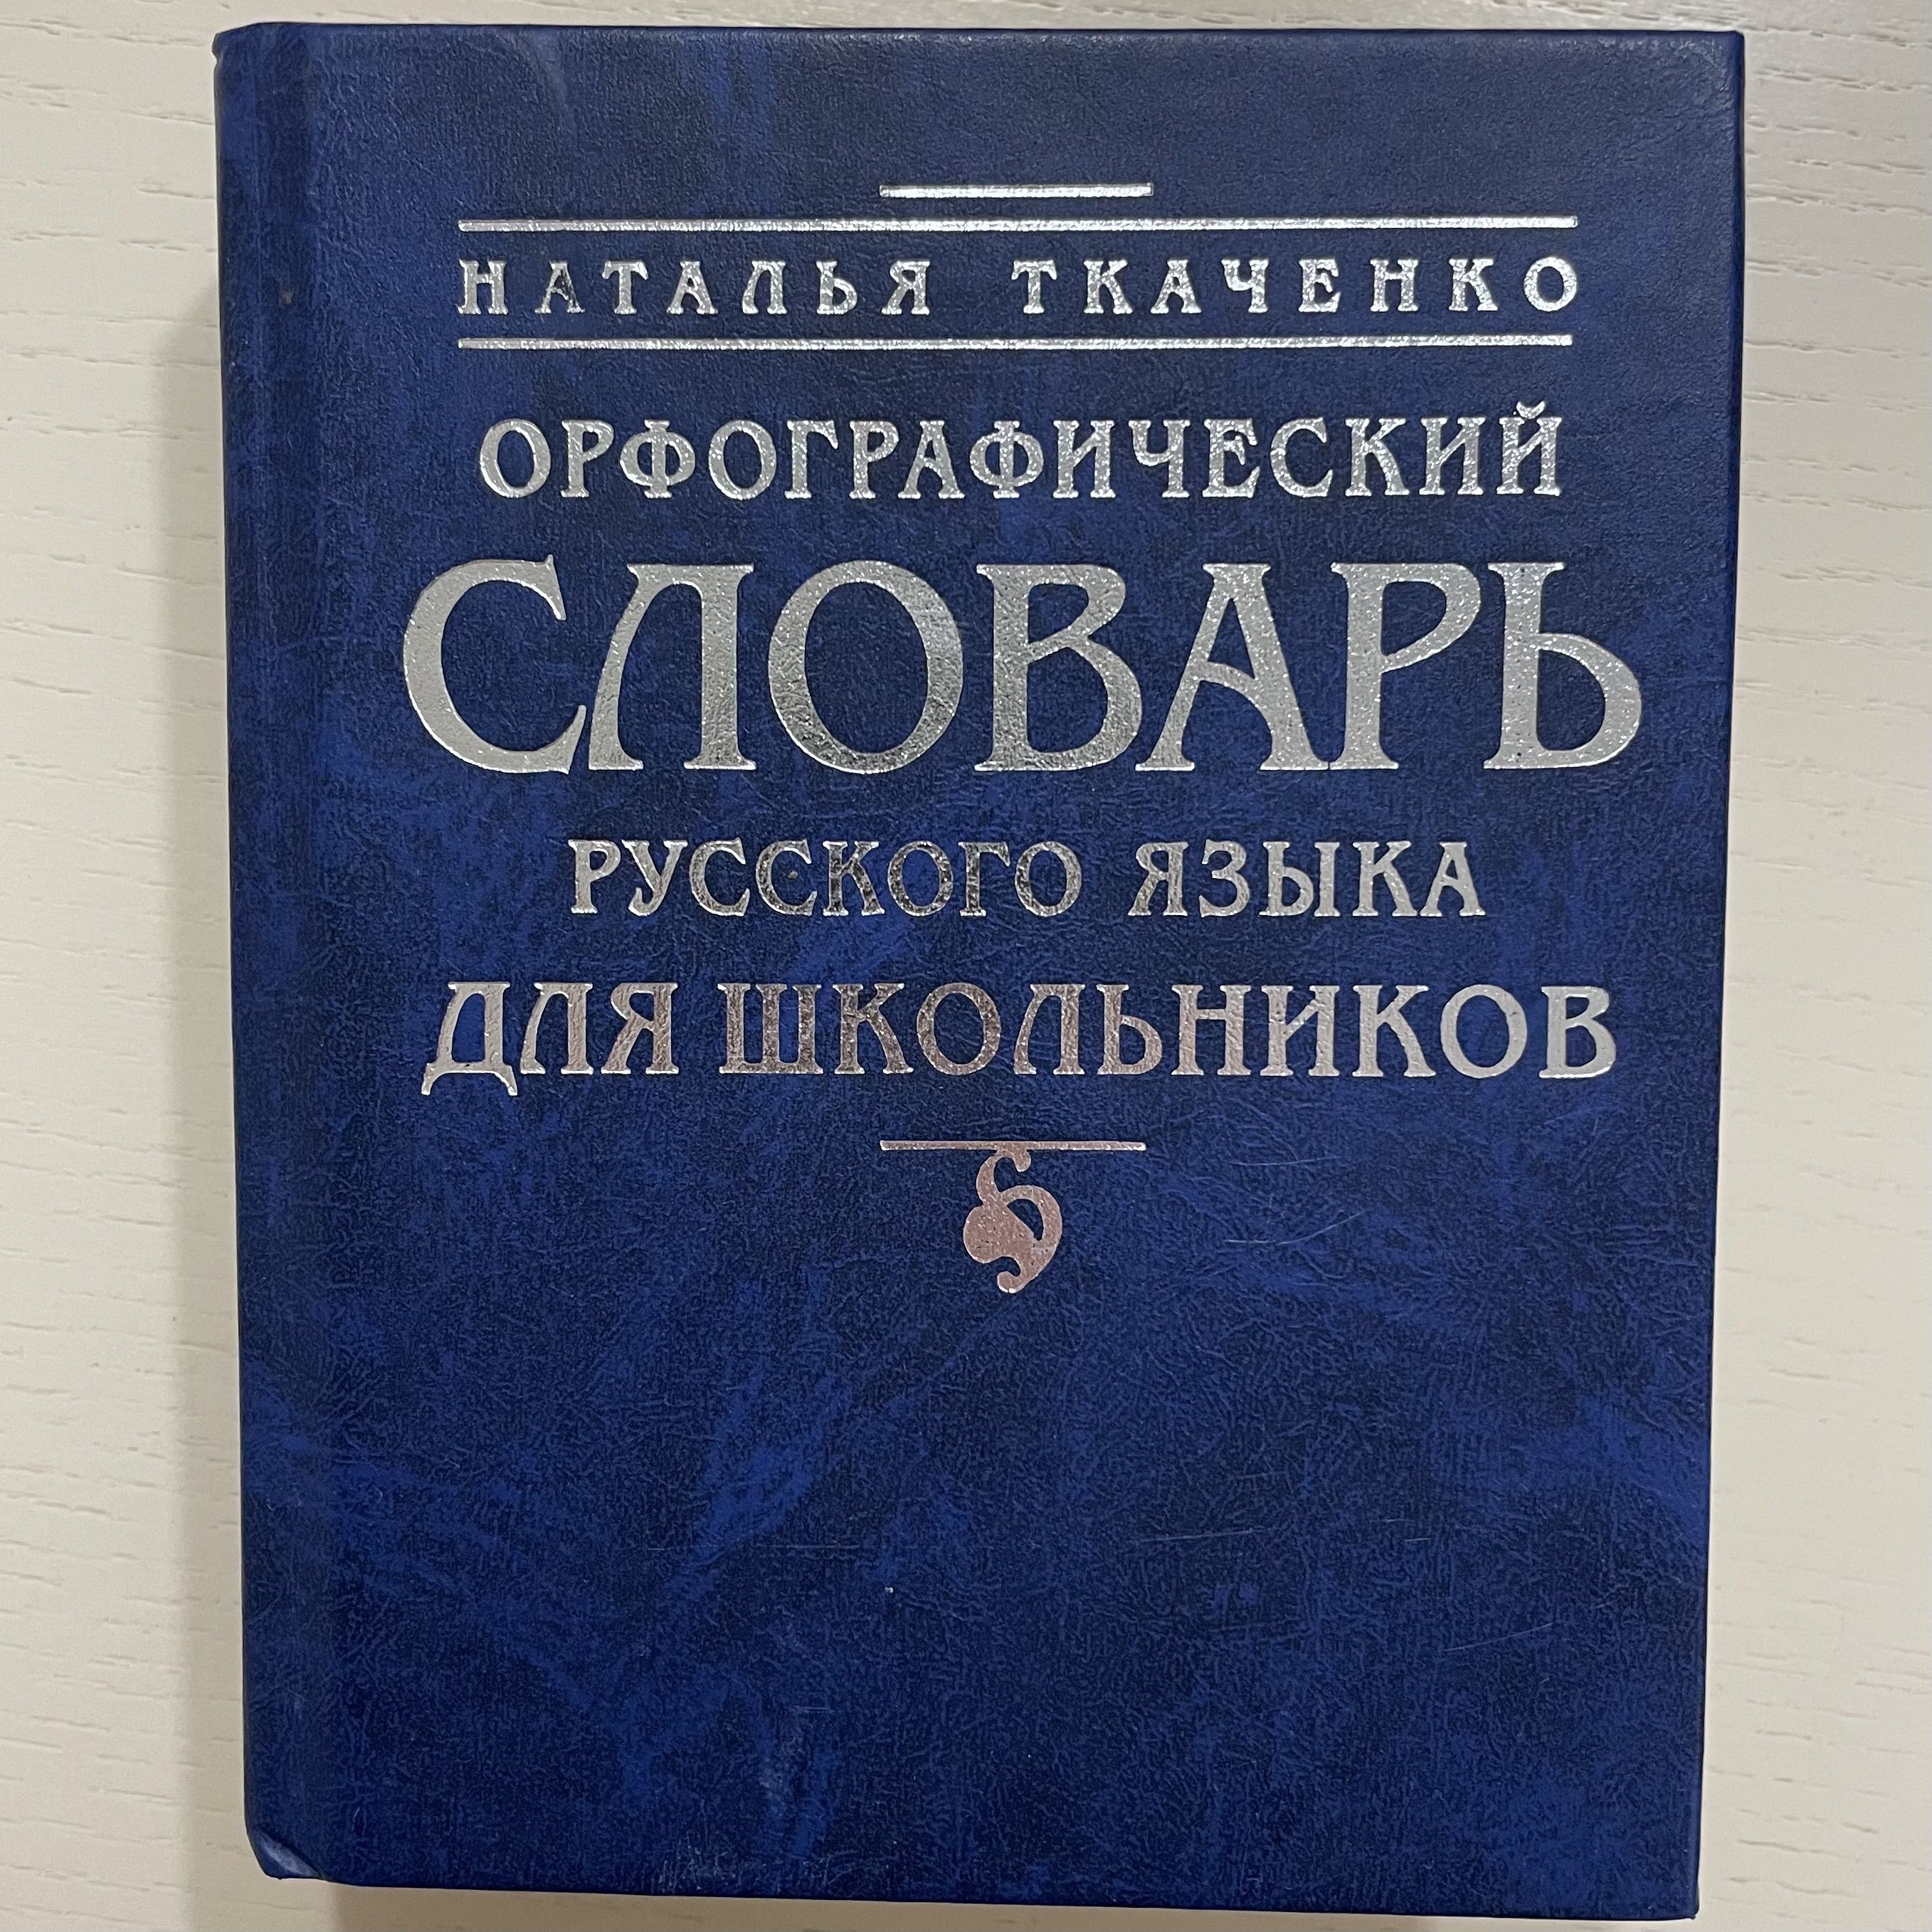 НАТАЛЬЯ ТКАЧЕНКО
ОРФОГРАФИЧЕСКИЙ
СЛОВАРЬ
РУССКОГО ЯЗЫКА
ДЛЯ ШКОЛЬНИКОВ